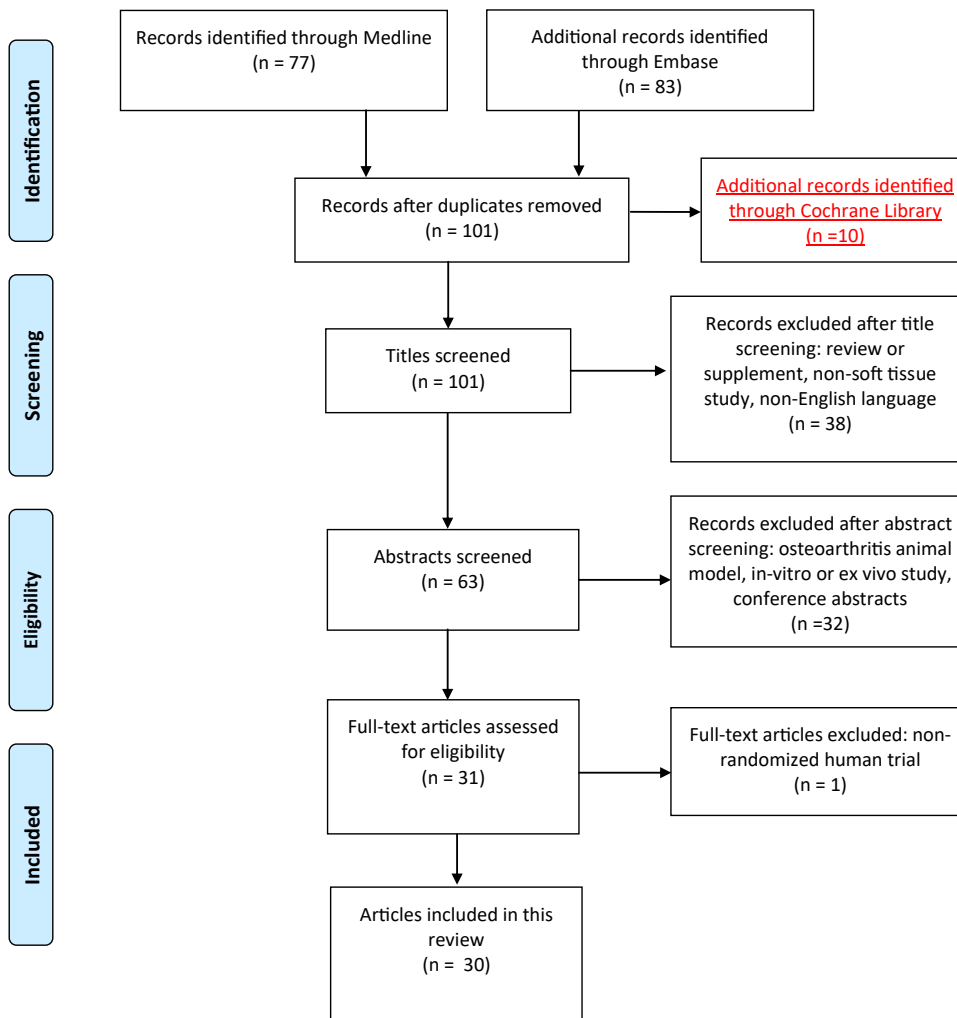 Records identified through Medline
(n = 77)
Additional records identified
through Embase
(n = 83)
Identification
Records after duplicates removed
(n = 101)
Additional records identified
through Cochrane Library
(n =10)
Screening
Titles screened
(n = 101)
Records excluded after title
screening: review or
supplement, non-soft tissue
study, non-English language
(n = 38)
Eligibility
Abstracts screened
(n = 63)
Records excluded after abstract
screening: osteoarthritis animal
model, in-vitro or ex vivo study,
conference abstracts
(n =32)
Full-text articles assessed
for eligibility
(n = 31)
Full-text articles excluded: non-
randomized human trial
(n = 1)
Included
Articles included in this
review
(n =  30)